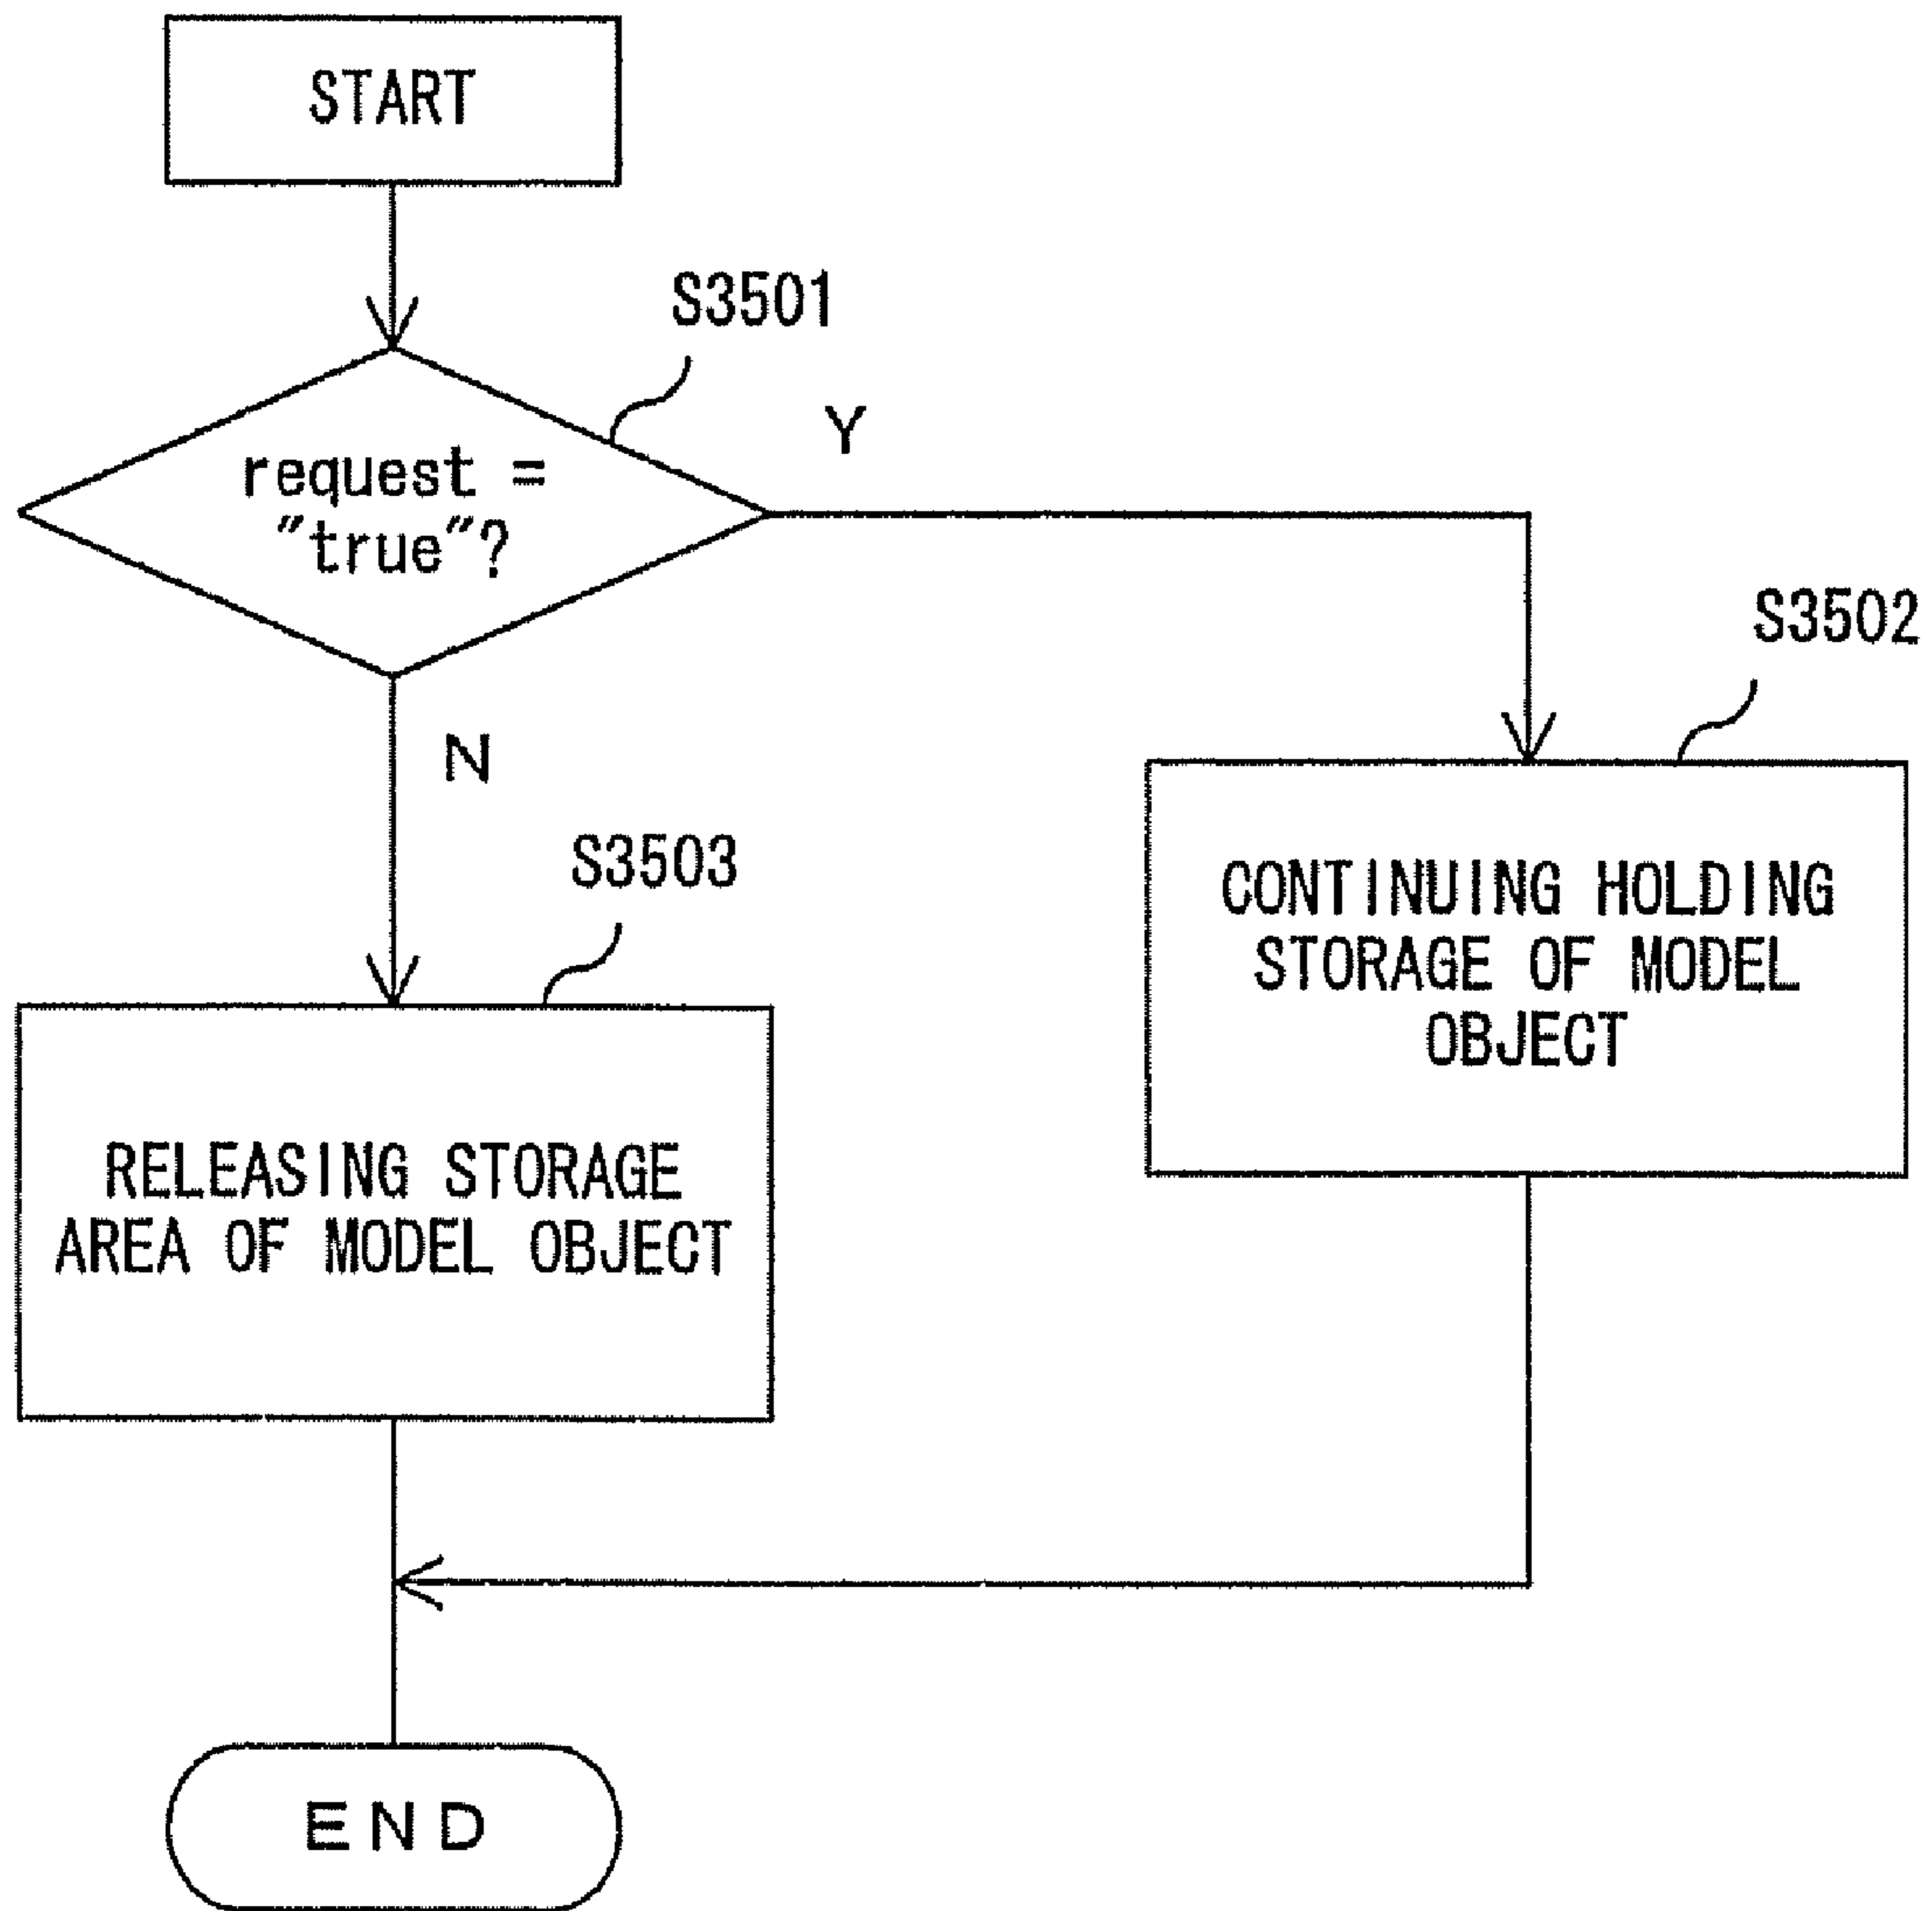 START
S3501
Y
request =
"true"?
S3502
N
S3503
CONTINUING HOLDING
STORAGE OF MODEL
OBJECT
RELEASING STORAGE
AREA OF MODEL OBJECT
END